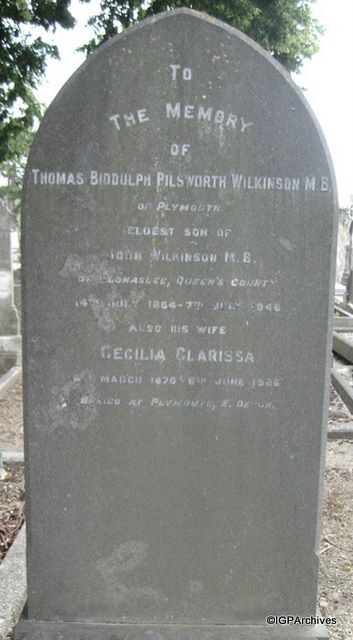 To
The Memory
of
Thomas Biddulph Pilsworth Wilkinson M.B.
of Plymouth
eldest son of
John Wilkinson M.B.
of Clonaslee, Queen's County
14th July 1864-7th July 1946
also his wife
Cecilia Clarissa
March 1870 6th June 1926
buried at Plymouth, S. Devon.
©IGPArchives